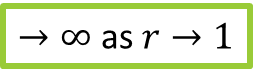 → ∞ as r → 1